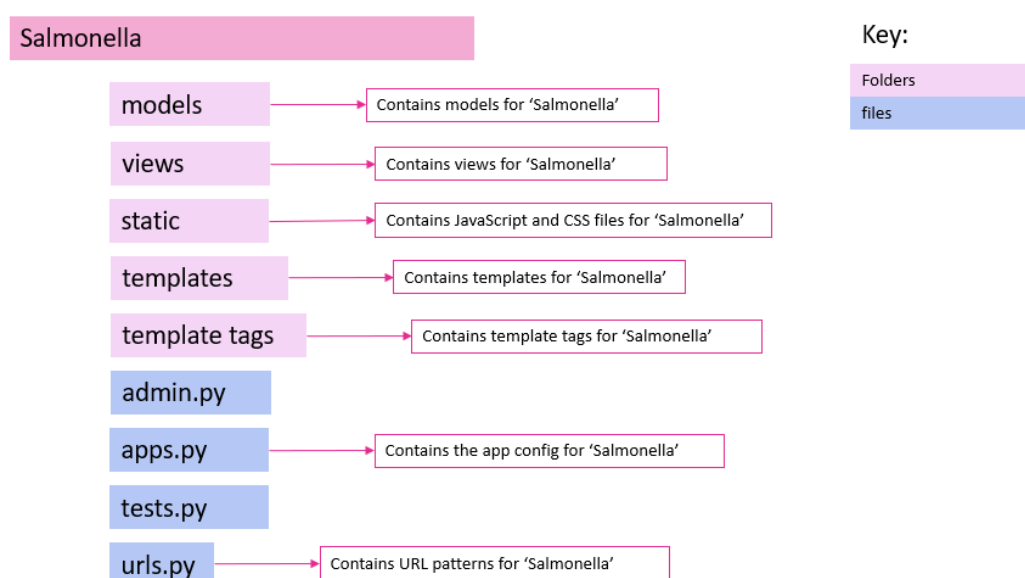 Salmonella
Key:
Folders
files
models
Contains models for ‘Salmonella’
views
Contains views for ‘Salmonella’
static
Contains JavaScript and CSS files for ‘Salmonella’
templates
Contains templates for ‘Salmonella’
template tags
Contains template tags for ‘Salmonella’
admin.py
apps.py
Contains the app config for ‘Salmonella’
tests.py
urls.py
Contains URL patterns for ‘Salmonella’